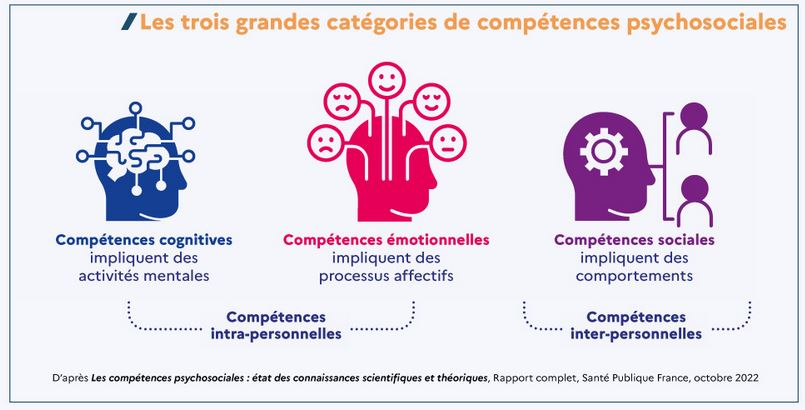 Les trois grandes catégories de compétences psychosociales
Compétences cognitives
impliquent des
activités mentales
Compétences émotionnelles
impliquent des
processus affectifs
Compétences sociales
impliquent des
comportements
Compétences
intra-personnelles
Compétences
inter-personnelles
D'après Les compétences psychosociales : état des connaissances scientifiques et théoriques, Rapport complet, Santé Publique France, octobre 2022